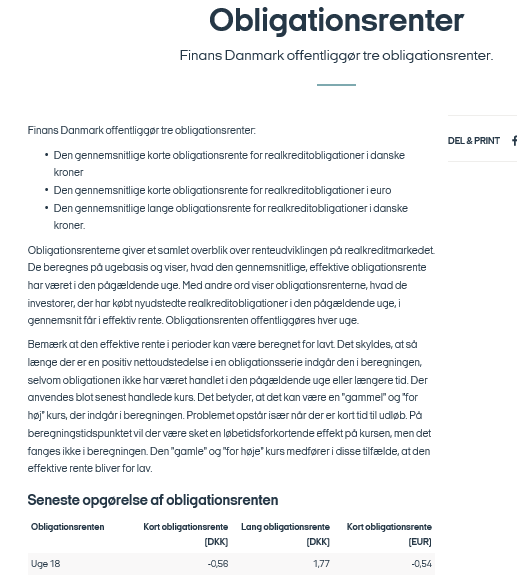 Obligationsrenter
Finans Danmark offentliggør tre obligationsrenter.
Finans Danmark offentliggør tre obligationsrenter:
DEL & PRINT
• Den gennemsnitlige korte obligationsrente for realkreditobligationer i danske
kroner
• Den gennemsnitlige korte obligationsrente for realkreditobligationer i euro
• Den gennemsnitlige lange obligationsrente for realkreditobligationer i danske
kroner.
Obligationsrenterne giver et samlet overblik over renteudviklingen på realkreditmarkedet.
De beregnes på ugebasis og viser, hvad den gennemsnitlige, effektive obligationsrente
har været i den pågældende uge. Med andre ord viser obligationsrenterne, hvad de
investorer, der har købt nyudstedte realkreditobligationer i den pågældende uge, i
gennemsnit får i effektiv rente. Obligationsrenten offentliggøres hver uge.
Bemærk at den effektive rente i perioder kan være beregnet for lavt. Det skyldes, at så
længe der er en positiv nettoudstedelse i en obligationsserie indgår den i beregningen,
selvom obligationen ikke har været handlet i den pågældende uge eller længere tid. Der
anvendes blot senest handlede kurs. Det betyder, at det kan være en "gammel" og "for
høj" kurs, der indgår i beregningen. Problemet opstår især når der er kort tid til udløb. På
beregningstidspunktet vil der være sket en løbetidsforkortende effekt på kursen, men det
fanges ikke i beregningen. Den "gamle" og "for høje" kurs medfører i disse tilfælde, at den
effektive rente bliver for lav.
Seneste opgørelse af obligationsrenten
Obligationsrenten Kort obligationsrente Lang obligationsrente Kort obligationsrente
(DKK) (DKK) (EUR)
Uge 18 -0,56 1,77 -0,54